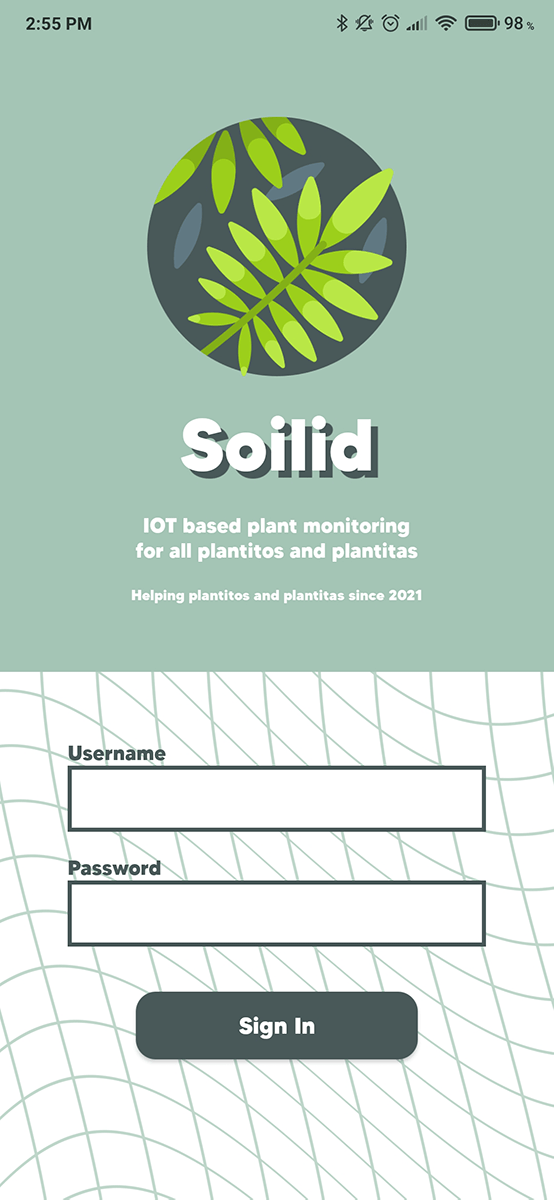 2:55 PM
98 %
Soilid
IOT based plant monitoring
for all plantitos and plantitas
Helping plantitos and plantitas since 2021
Username
Password
Sign In